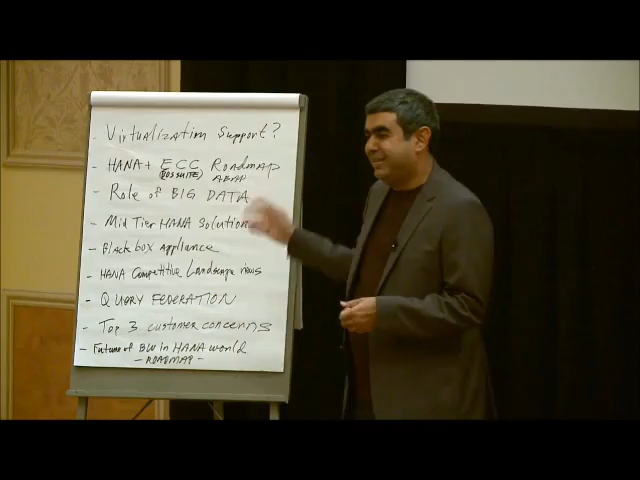 - Virtualization Support?
- HANA + ECC Roadmap
(BUS SUITE) ABAP
- Role of BIG DATA
- Mid Tier HANA Solution
- Black box appliance
- HANA Competitive Landscape views
- QUERY FEDERATION
- Top 3 customer concerns
- Future of BW in HANA world
- ROADMAP -